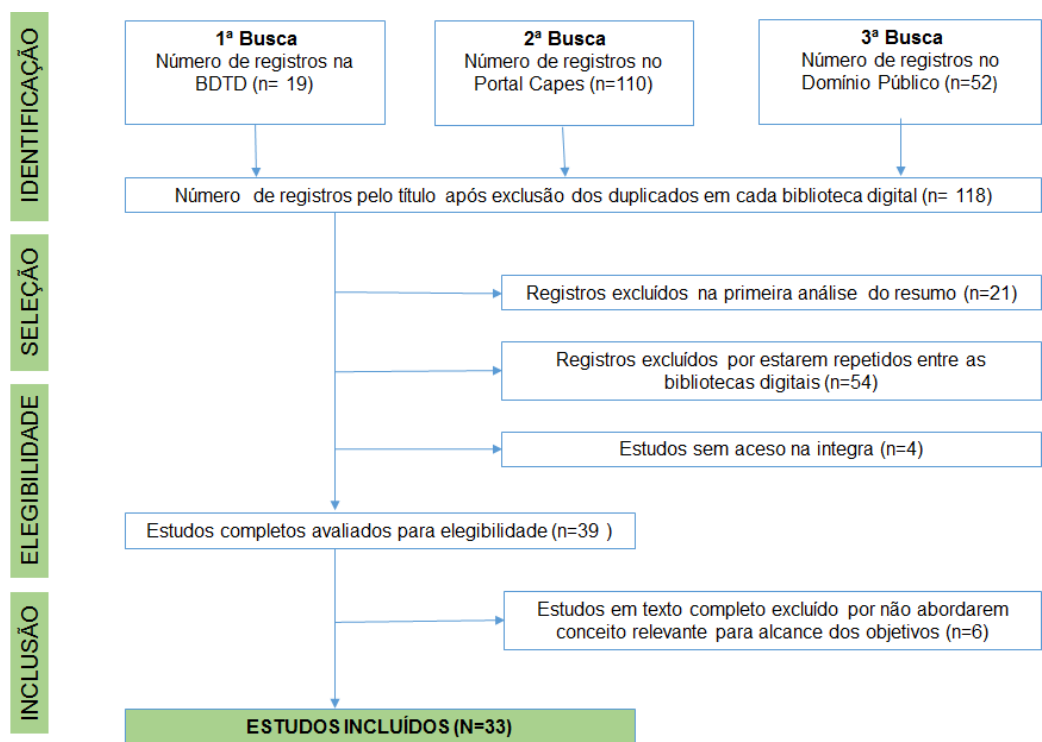 IDENTIFICAÇÃO
1ª Busca
Número de registros na
BDTD (n= 19)
2ª Busca
Número de registros no
Portal Capes (n=110)
3ª Busca
Número de registros no
Domínio Público (n=52)
Número de registros pelo título após exclusão dos duplicados em cada biblioteca digital (n= 118)
SELEÇÃO
Registros excluídos na primeira análise do resumo (n=21)
Registros excluídos por estarem repetidos entre as
bibliotecas digitais (n=54)
ELEGIBILIDADE
Estudos sem aceso na integra (n=4)
Estudos completos avaliados para elegibilidade (n=39 )
INCLUSÃO
Estudos em texto completo excluído por não abordarem
conceito relevante para alcance dos objetivos (n=6)
ESTUDOS INCLUÍDOS (N=33)